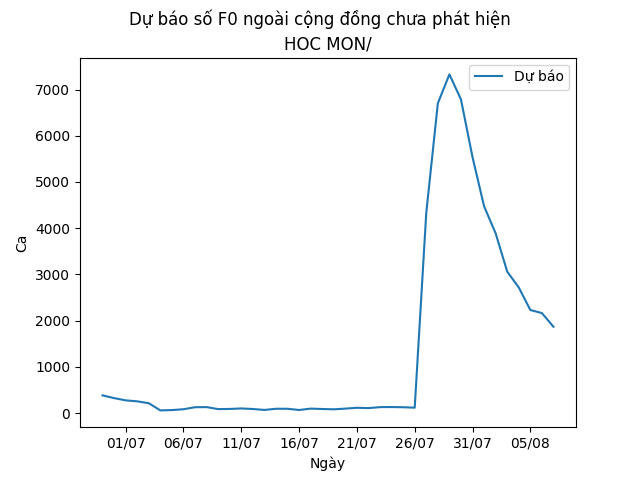 Dự báo số F0 ngoài cộng đồng chưa phát hiện
HOC MON/
Dự báo
7000
6000
5000
4000
3000
2000
1000
0
Ca
01/07 06/07 11/07 16/07 21/07 26/07 31/07 05/08
Ngày